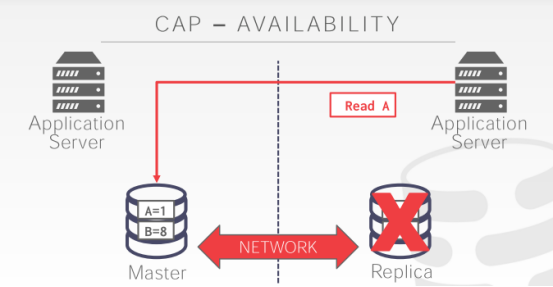 CAP – AVAILABILITY
Application
Server
Read A
Application
Server
A=1
B=8
NETWORK
Master
Replica